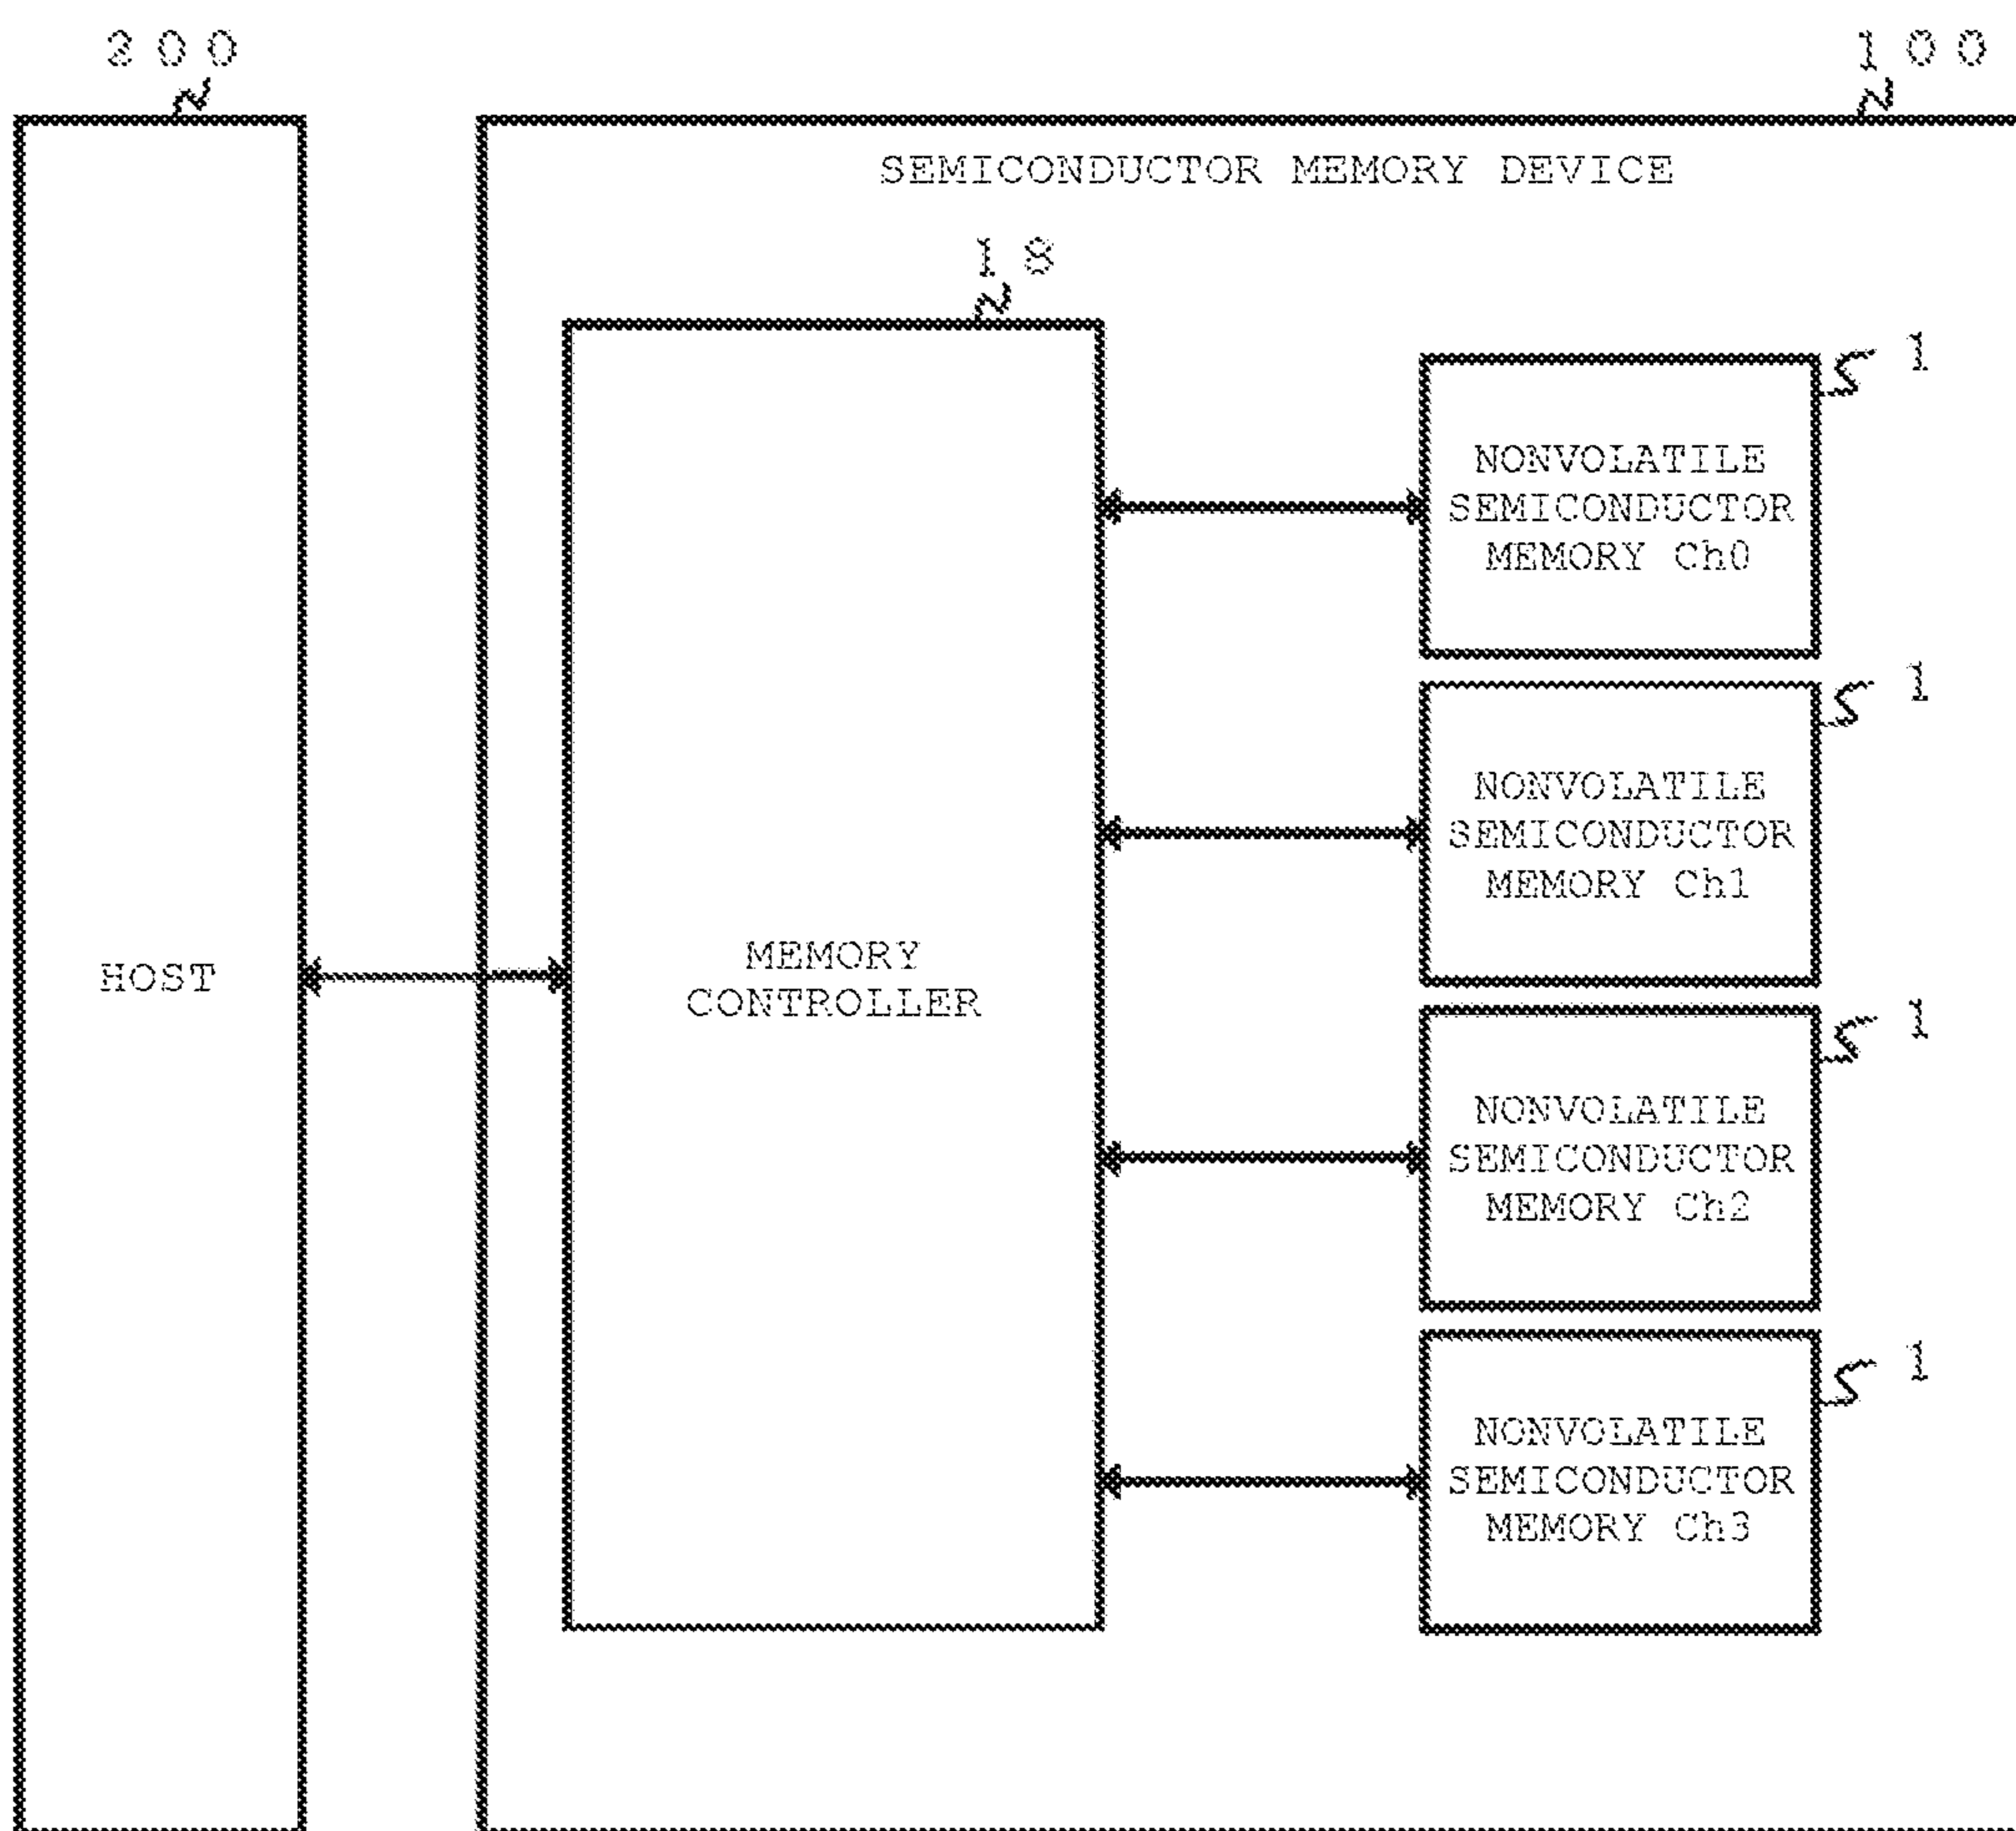 200
100
SEMICONDUCTOR MEMORY DEVICE
18
1
NONVOLATILE
SEMICONDUCTOR
MEMORY Ch0
1
NONVOLATILE
SEMICONDUCTOR
MEMORY Ch1
HOST
MEMORY
CONTROLLER
1
NONVOLATILE
SEMICONDUCTOR
MEMORY Ch2
1
NONVOLATILE
SEMICONDUCTOR
MEMORY Ch3